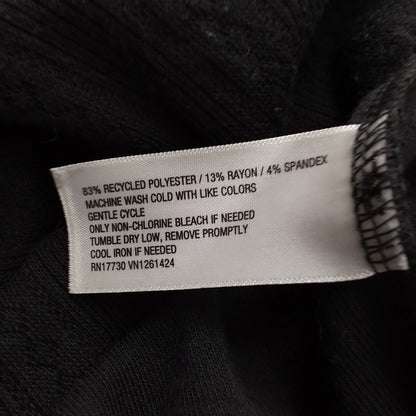 83% RECYCLED POLYESTER / 13% RAYON / 4% SPANDEX
MACHINE WASH COLD WITH LIKE COLORS
GENTLE CYCLE
ONLY NON-CHLORINE BLEACH IF NEEDED
TUMBLE DRY LOW, REMOVE PROMPTLY
COOL IRON IF NEEDED
RN17730 VN1261424